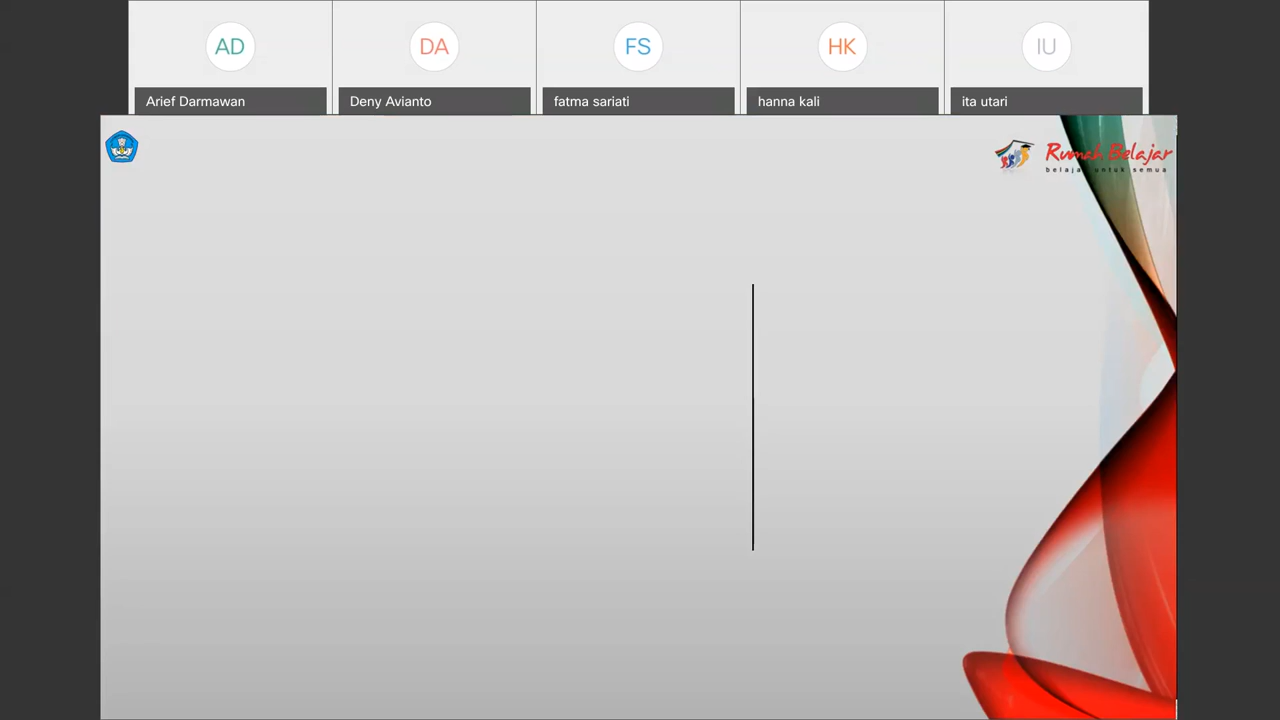 AD
DA
FS
HK
IU
Arief Darmawan
Deny Avianto
fatma sariati
hanna kali
ita utari
Rumah Belajar
belajar untuk semua